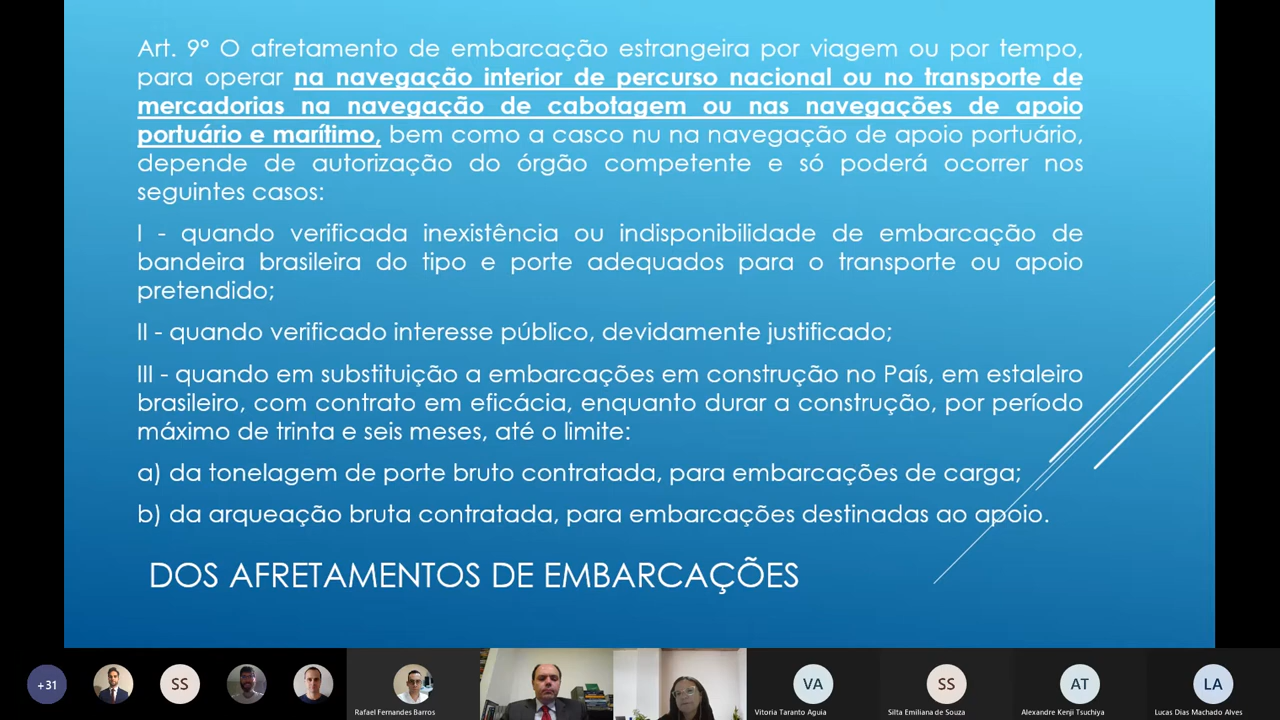 Art. 9º O afretamento de embarcação estrangeira por viagem ou por tempo,
para operar na navegação interior de percurso nacional ou no transporte de
mercadorias na navegação de cabotagem ou nas navegações de apoio
portuário e marítimo, bem como a casco nu na navegação de apoio portuário,
depende de autorização do órgão competente e só poderá ocorrer nos
seguintes casos:
I - quando verificada inexistência ou indisponibilidade de embarcação de
bandeira brasileira do tipo e porte adequados para o transporte ou apoio
pretendido;
II - quando verificado interesse público, devidamente justificado;
III - quando em substituição a embarcações em construção no País, em estaleiro
brasileiro, com contrato em eficácia, enquanto durar a construção, por período
máximo de trinta e seis meses, até o limite:
a) da tonelagem de porte bruto contratada, para embarcações de carga;
b) da arqueação bruta contratada, para embarcações destinadas ao apoio.
DOS AFRETAMENTOS DE EMBARCAÇÕES
+31
SS
VA
SS
AT
LA
Rafael Fernandes Barros
Vitoria Taranto Aguia
Silta Emiliana de Souza
Alexandre Kenji Tsuchiya
Lucas Dias Machado Alves